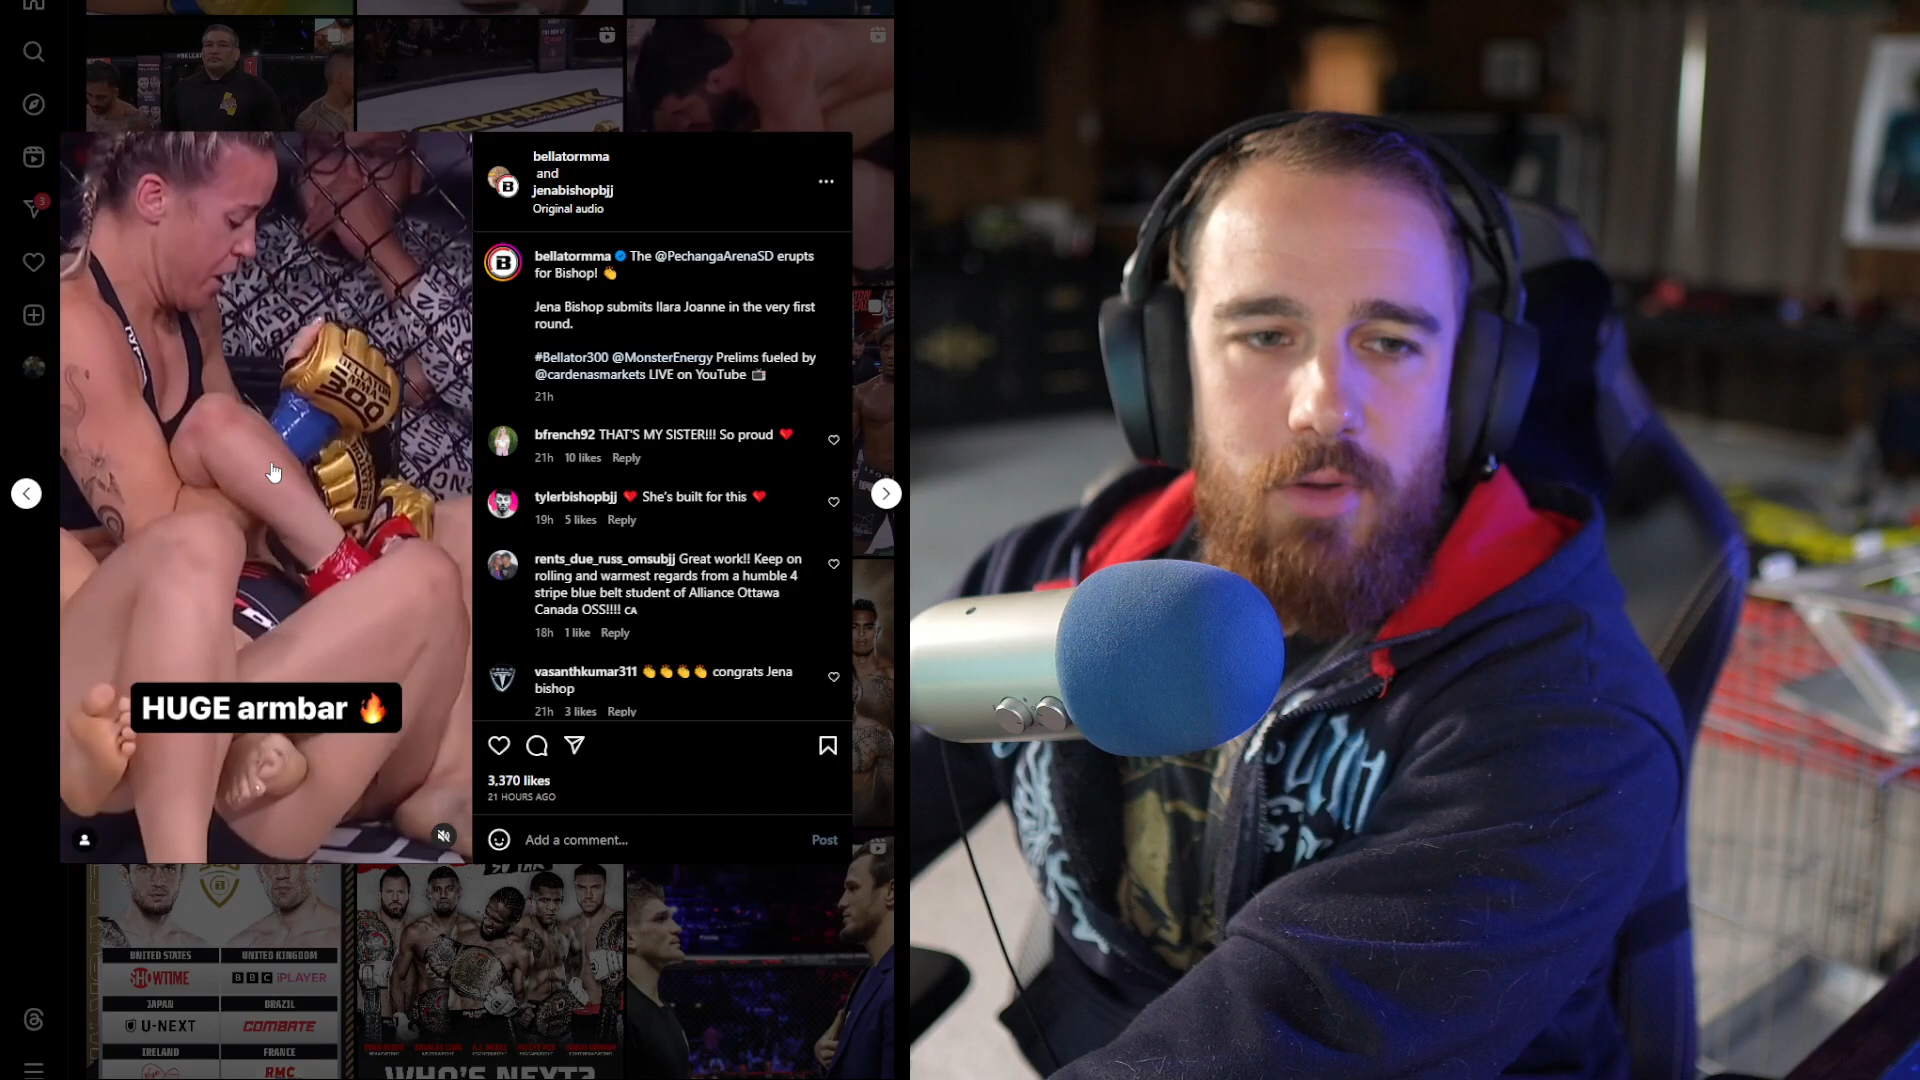 3
bellatormma
and
jenabishopbjj
Original audio
bellatormma The @PechangaArenaSD erupts
for Bishop! 👏
Jena Bishop submits Ilara Joanne in the very first
round.
#Bellator300 @MonsterEnergy Prelims fueled by
@cardenasmarkets LIVE on YouTube 📺
21h
bfrench92 THAT'S MY SISTER!!! So proud ❤️
21h 10 likes Reply
tylerbishopbjj ❤️ She's built for this ❤️
19h 5 likes Reply
rents_due_russ_omsubjj Great work!! Keep on
rolling and warmest regards from a humble 4
stripe blue belt student of Alliance Ottawa
Canada OSS!!!! CA
18h 1 like Reply
vasanthkumar311 👏👏👏👏 congrats Jena
bishop
21h 3 likes Reply
3,370 likes
21 HOURS AGO
Add a comment... Post
BELLATOR
MMA
300
HUGE armbar 🔥
UNITED STATES UNITED KINGDOM
SHOWTIME BBC iPLAYER
JAPAN BRAZIL
U-NEXT COMBATE
IRELAND FRANCE
RMC
WHO'S NEXT?